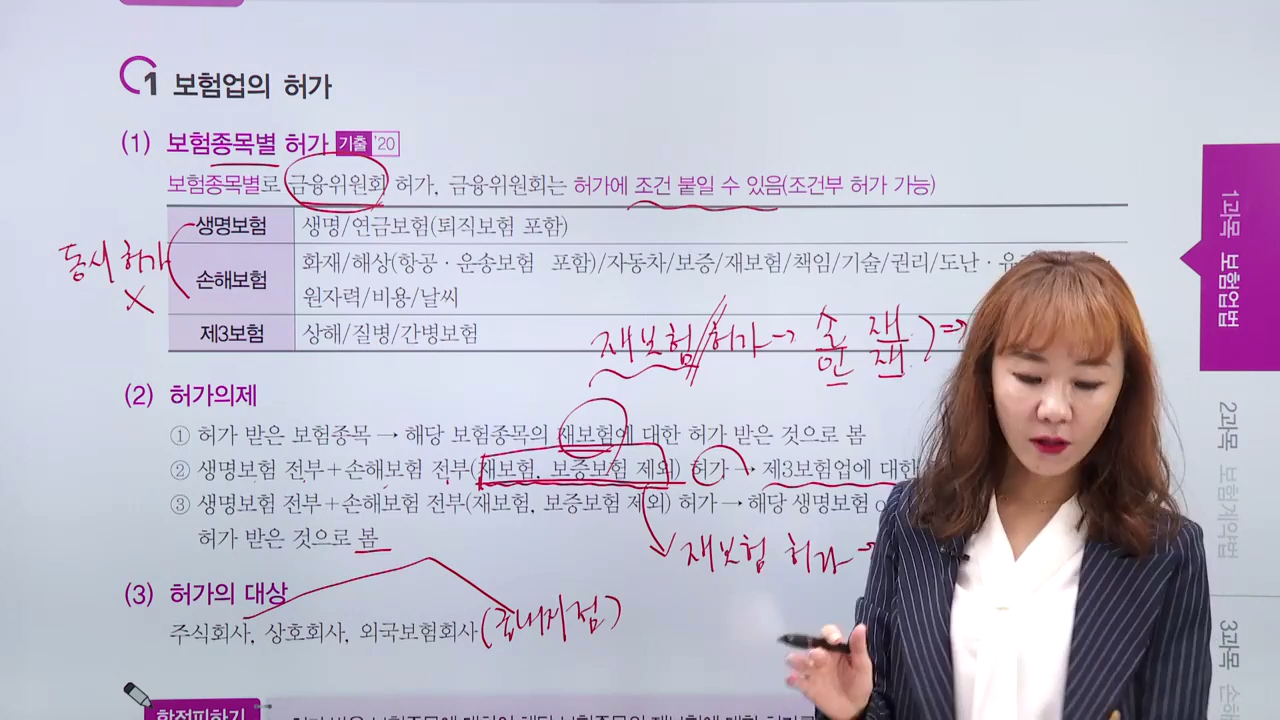 1 보험업의 허가
(1) 보험종목별 허가 기출 '20
보험종목별로 금융위원회 허가, 금융위원회는 허가에 조건 붙일 수 있음(조건부 허가 가능)
생명보험 생명/연금보험(퇴직보험 포함)
동시 허가 X
손해보험 화재/해상(항공·운송보험 포함)/자동차/보증/재보험/책임/기술/권리/도난·
원자력/비용/날씨
제3보험 상해/질병/간병보험
재보험 허가→
(2) 허가의제
① 허가 받은 보험종목 → 해당 보험종목의 재보험에 대한 허가 받은 것으로 봄
② 생명보험 전부+손해보험 전부(재보험, 보증보험 제외) 허가 → 제3보험업에 대한
③ 생명보험 전부+손해보험 전부(재보험, 보증보험 제외) 허가 → 해당 생명보험
허가 받은 것으로 봄
재보험 허가→
(3) 허가의 대상
주식회사, 상호회사, 외국보험회사 (국내지점)
함정피하기
1과목 보험업법
2과목 보험계약법
3과목 손해